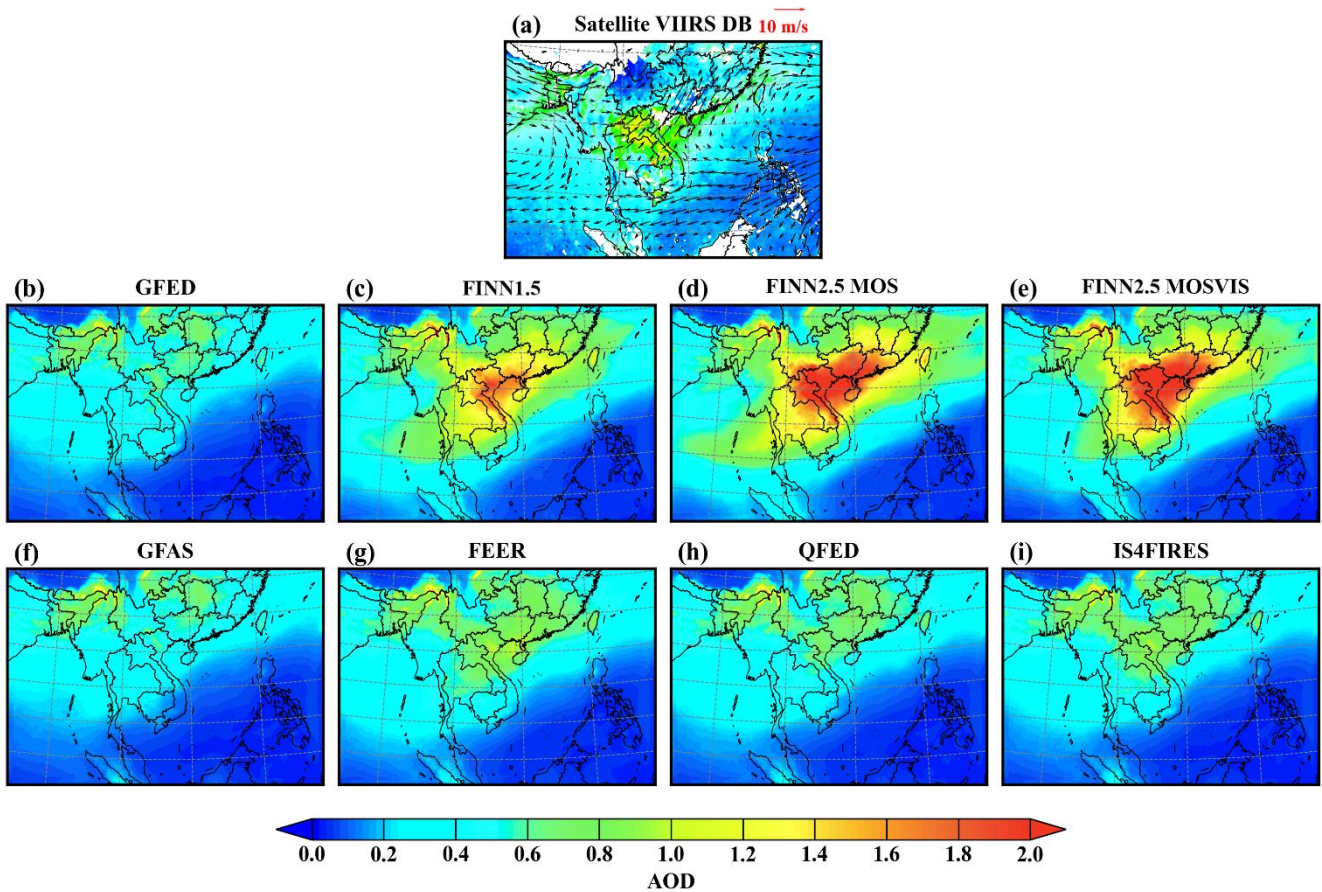 (a) Satellite VIIRS DB 10 m/s
(b) GFED
(c) FINN1.5
(d) FINN2.5 MOS
(e) FINN2.5 MOSVIS
(f) GFAS
(g) FEER
(h) QFED
(i) IS4FIRES
0.0 0.2 0.4 0.6 0.8 1.0 1.2 1.4 1.6 1.8 2.0
AOD